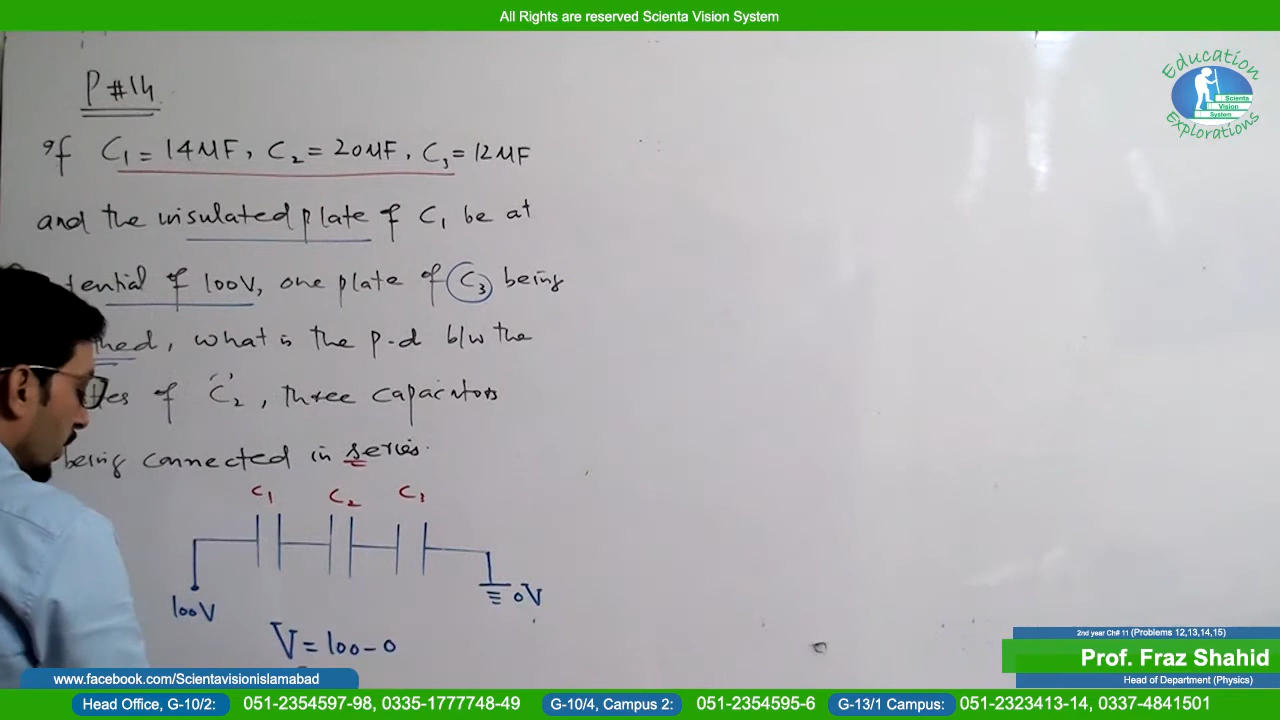 All Rights are reserved Scienta Vision System
Education
Scienta
Vision
System
Explorations
P # 14
If C1 = 14μF, C2 = 20μF, C3 = 12μF
and the insulated plate of C1 be at
ential of 100V, one plate of C3 being
hed, what is the p-d b/w the
tes of 'C2', three capacitors
being connected in series.
C1 C2 C3
100V
0V
V = 100 - 0
2nd year Ch# 11 (Problems 12,13,14,15)
Prof. Fraz Shahid
Head of Department (Physics)
www.facebook.com/Scientavisionislamabad
Head Office, G-10/2: 051-2354597-98, 0335-1777748-49 G-10/4, Campus 2: 051-2354595-6 G-13/1 Campus: 051-2323413-14, 0337-4841501